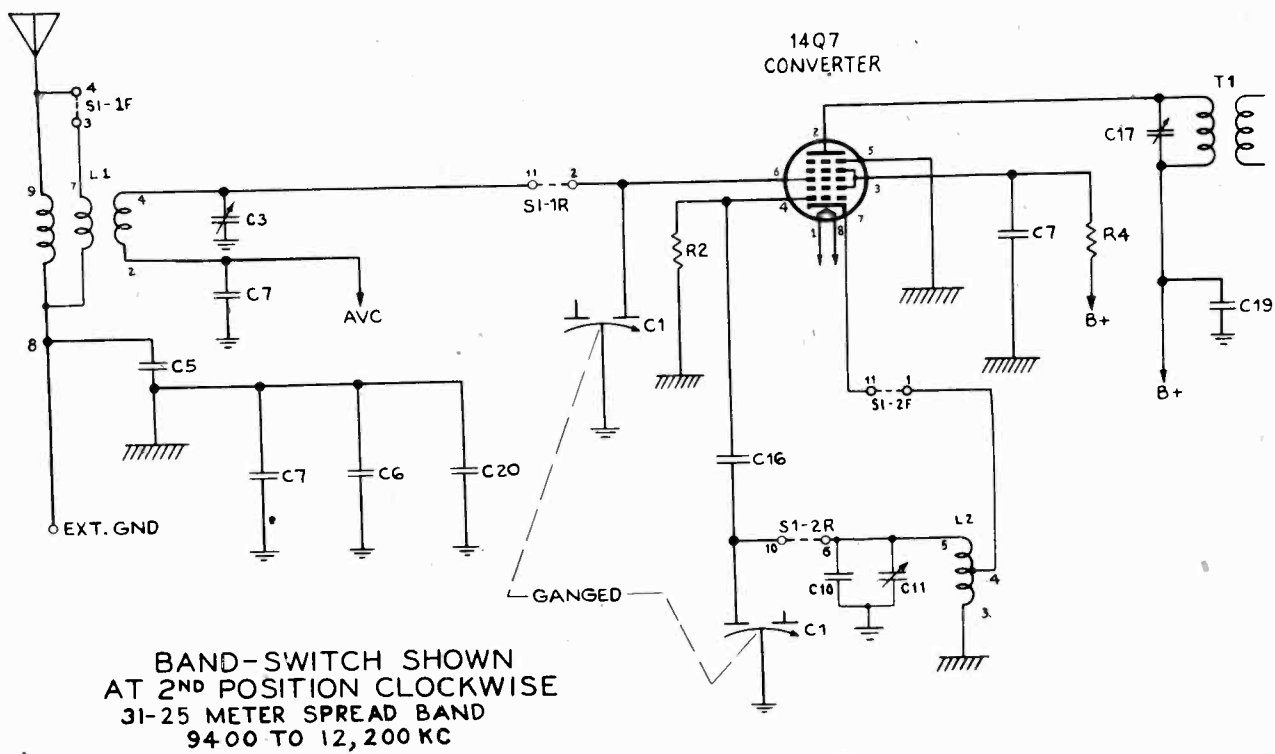 14Q7
CONVERTER
T1
4
S1-1F
3
C17
2
5
9
7
L1
4
11
2
S1-1R
6
3
4
7
1
8
C3
R2
C7
R4
2
C7
AVC
C1
B+
C19
8
C5
11
1
S1-2F
B+
C7
C6
C20
C16
EXT. GND
S1-2R
10
6
L2
5
4
C10
C11
3.
GANGED
C1
BAND-SWITCH SHOWN
AT 2ND POSITION CLOCKWISE
31-25 METER SPREAD BAND
9400 TO 12,200 KC